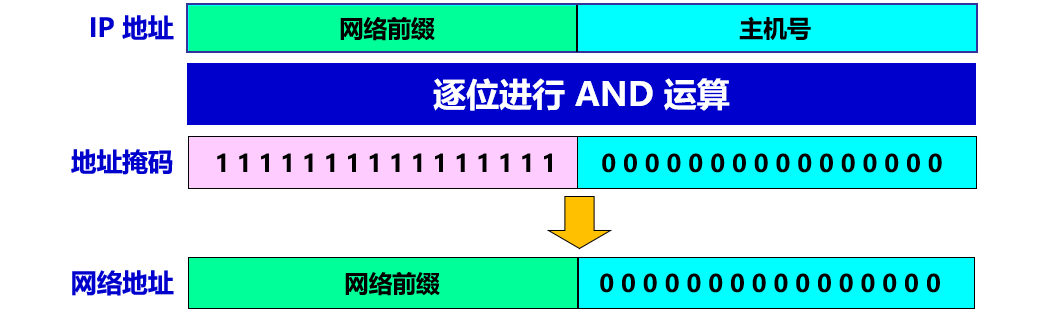 IP 地址 网络前缀 主机号
逐位进行 AND 运算
地址掩码 1 1 1 1 1 1 1 1 1 1 1 1 1 1 1 1 0 0 0 0 0 0 0 0 0 0 0 0 0 0 0 0
网络地址 网络前缀 0 0 0 0 0 0 0 0 0 0 0 0 0 0 0 0